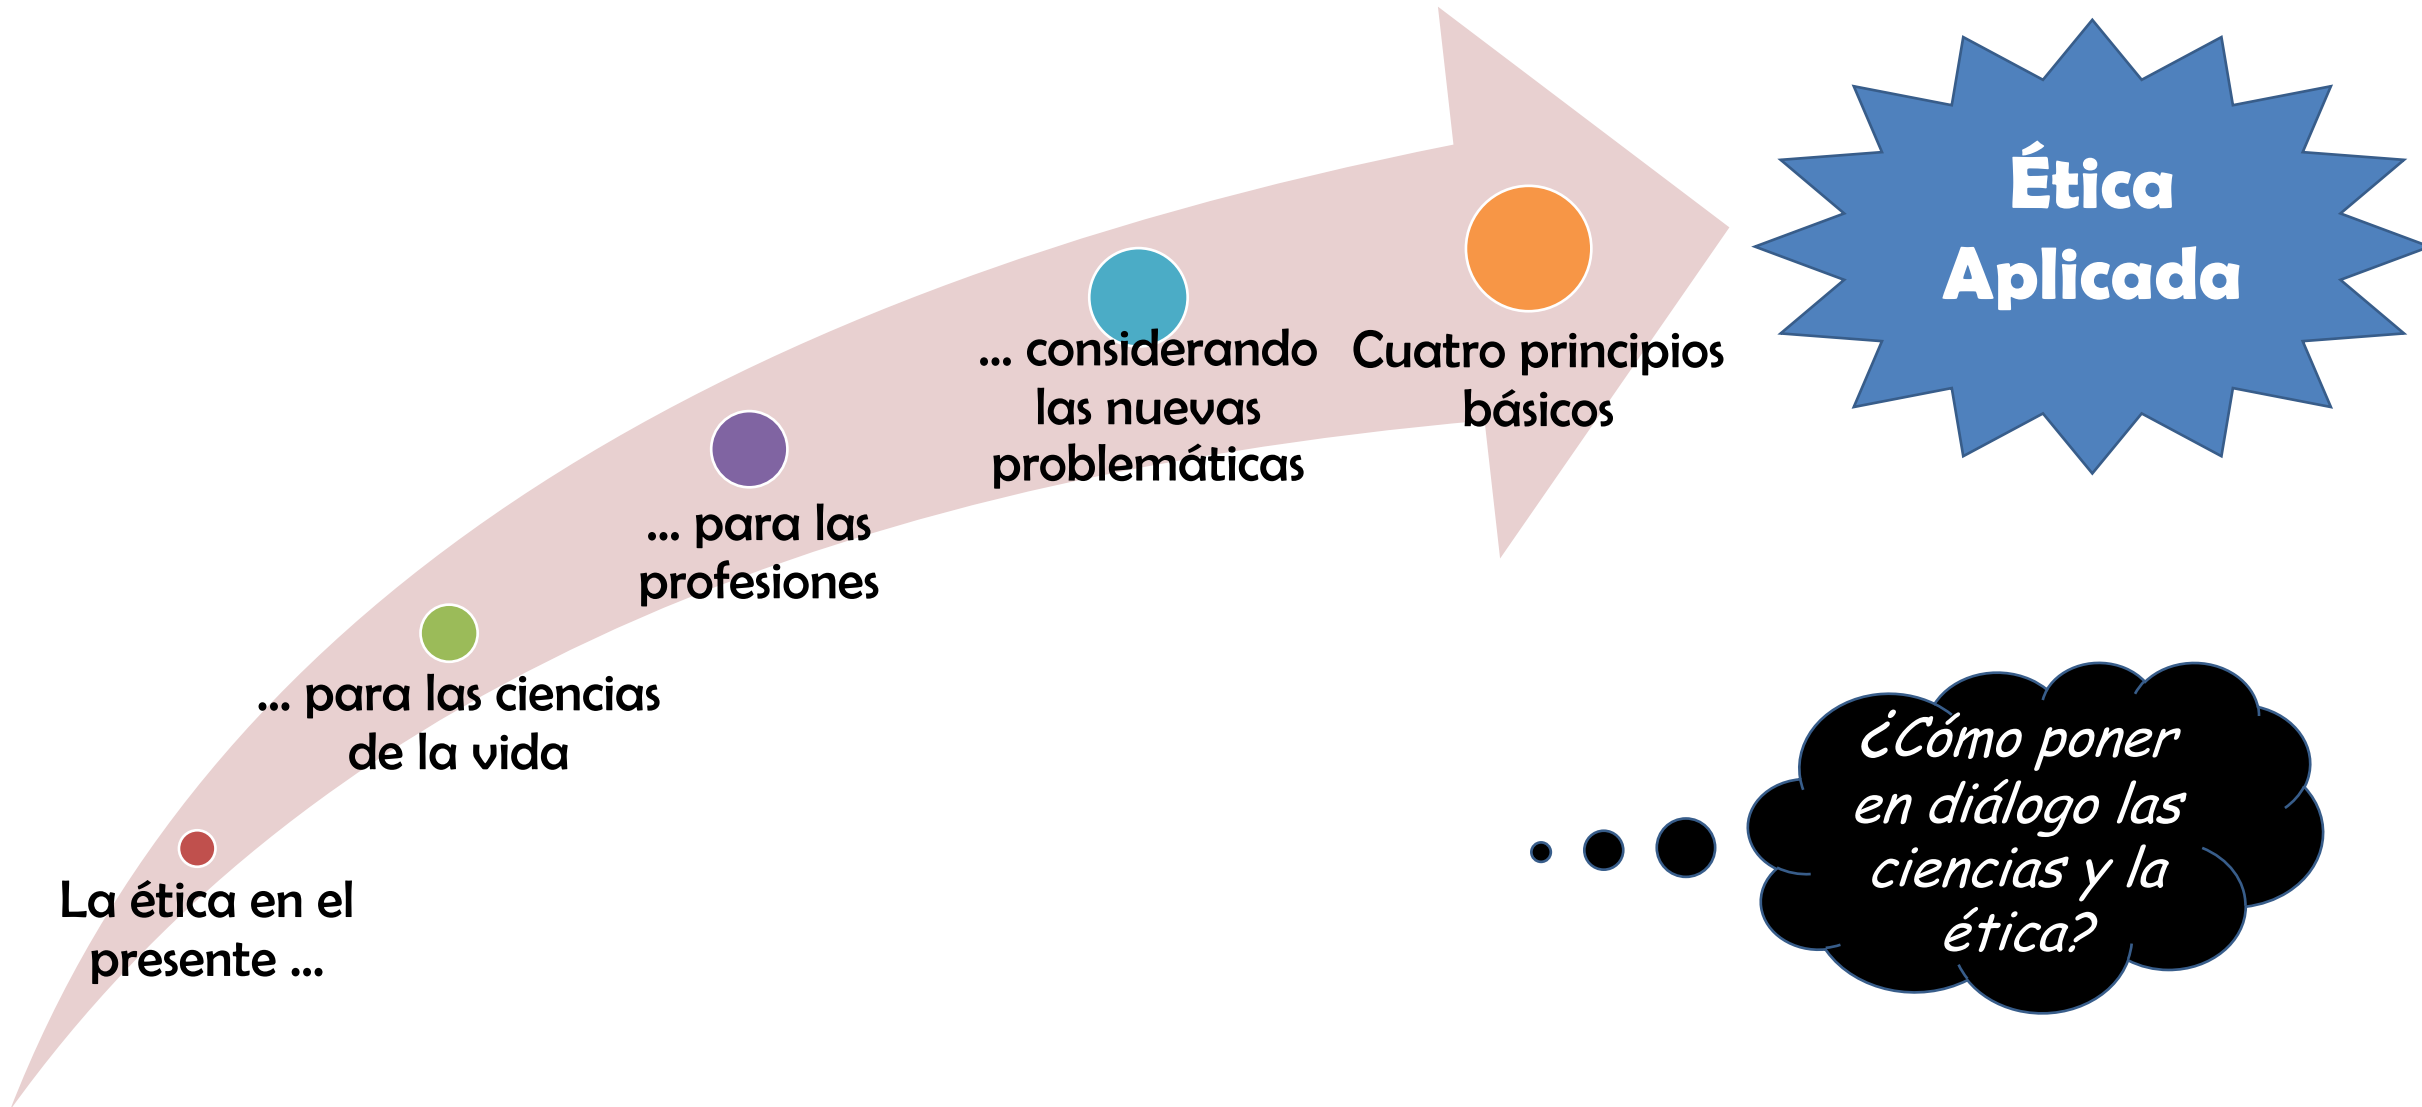 La ética en el
presente ...
... para las ciencias
de la vida
... para las
profesiones
... considerando
las nuevas
problemáticas
Cuatro principios
básicos
Ética
Aplicada
¿Cómo poner
en diálogo las
ciencias y la
ética?